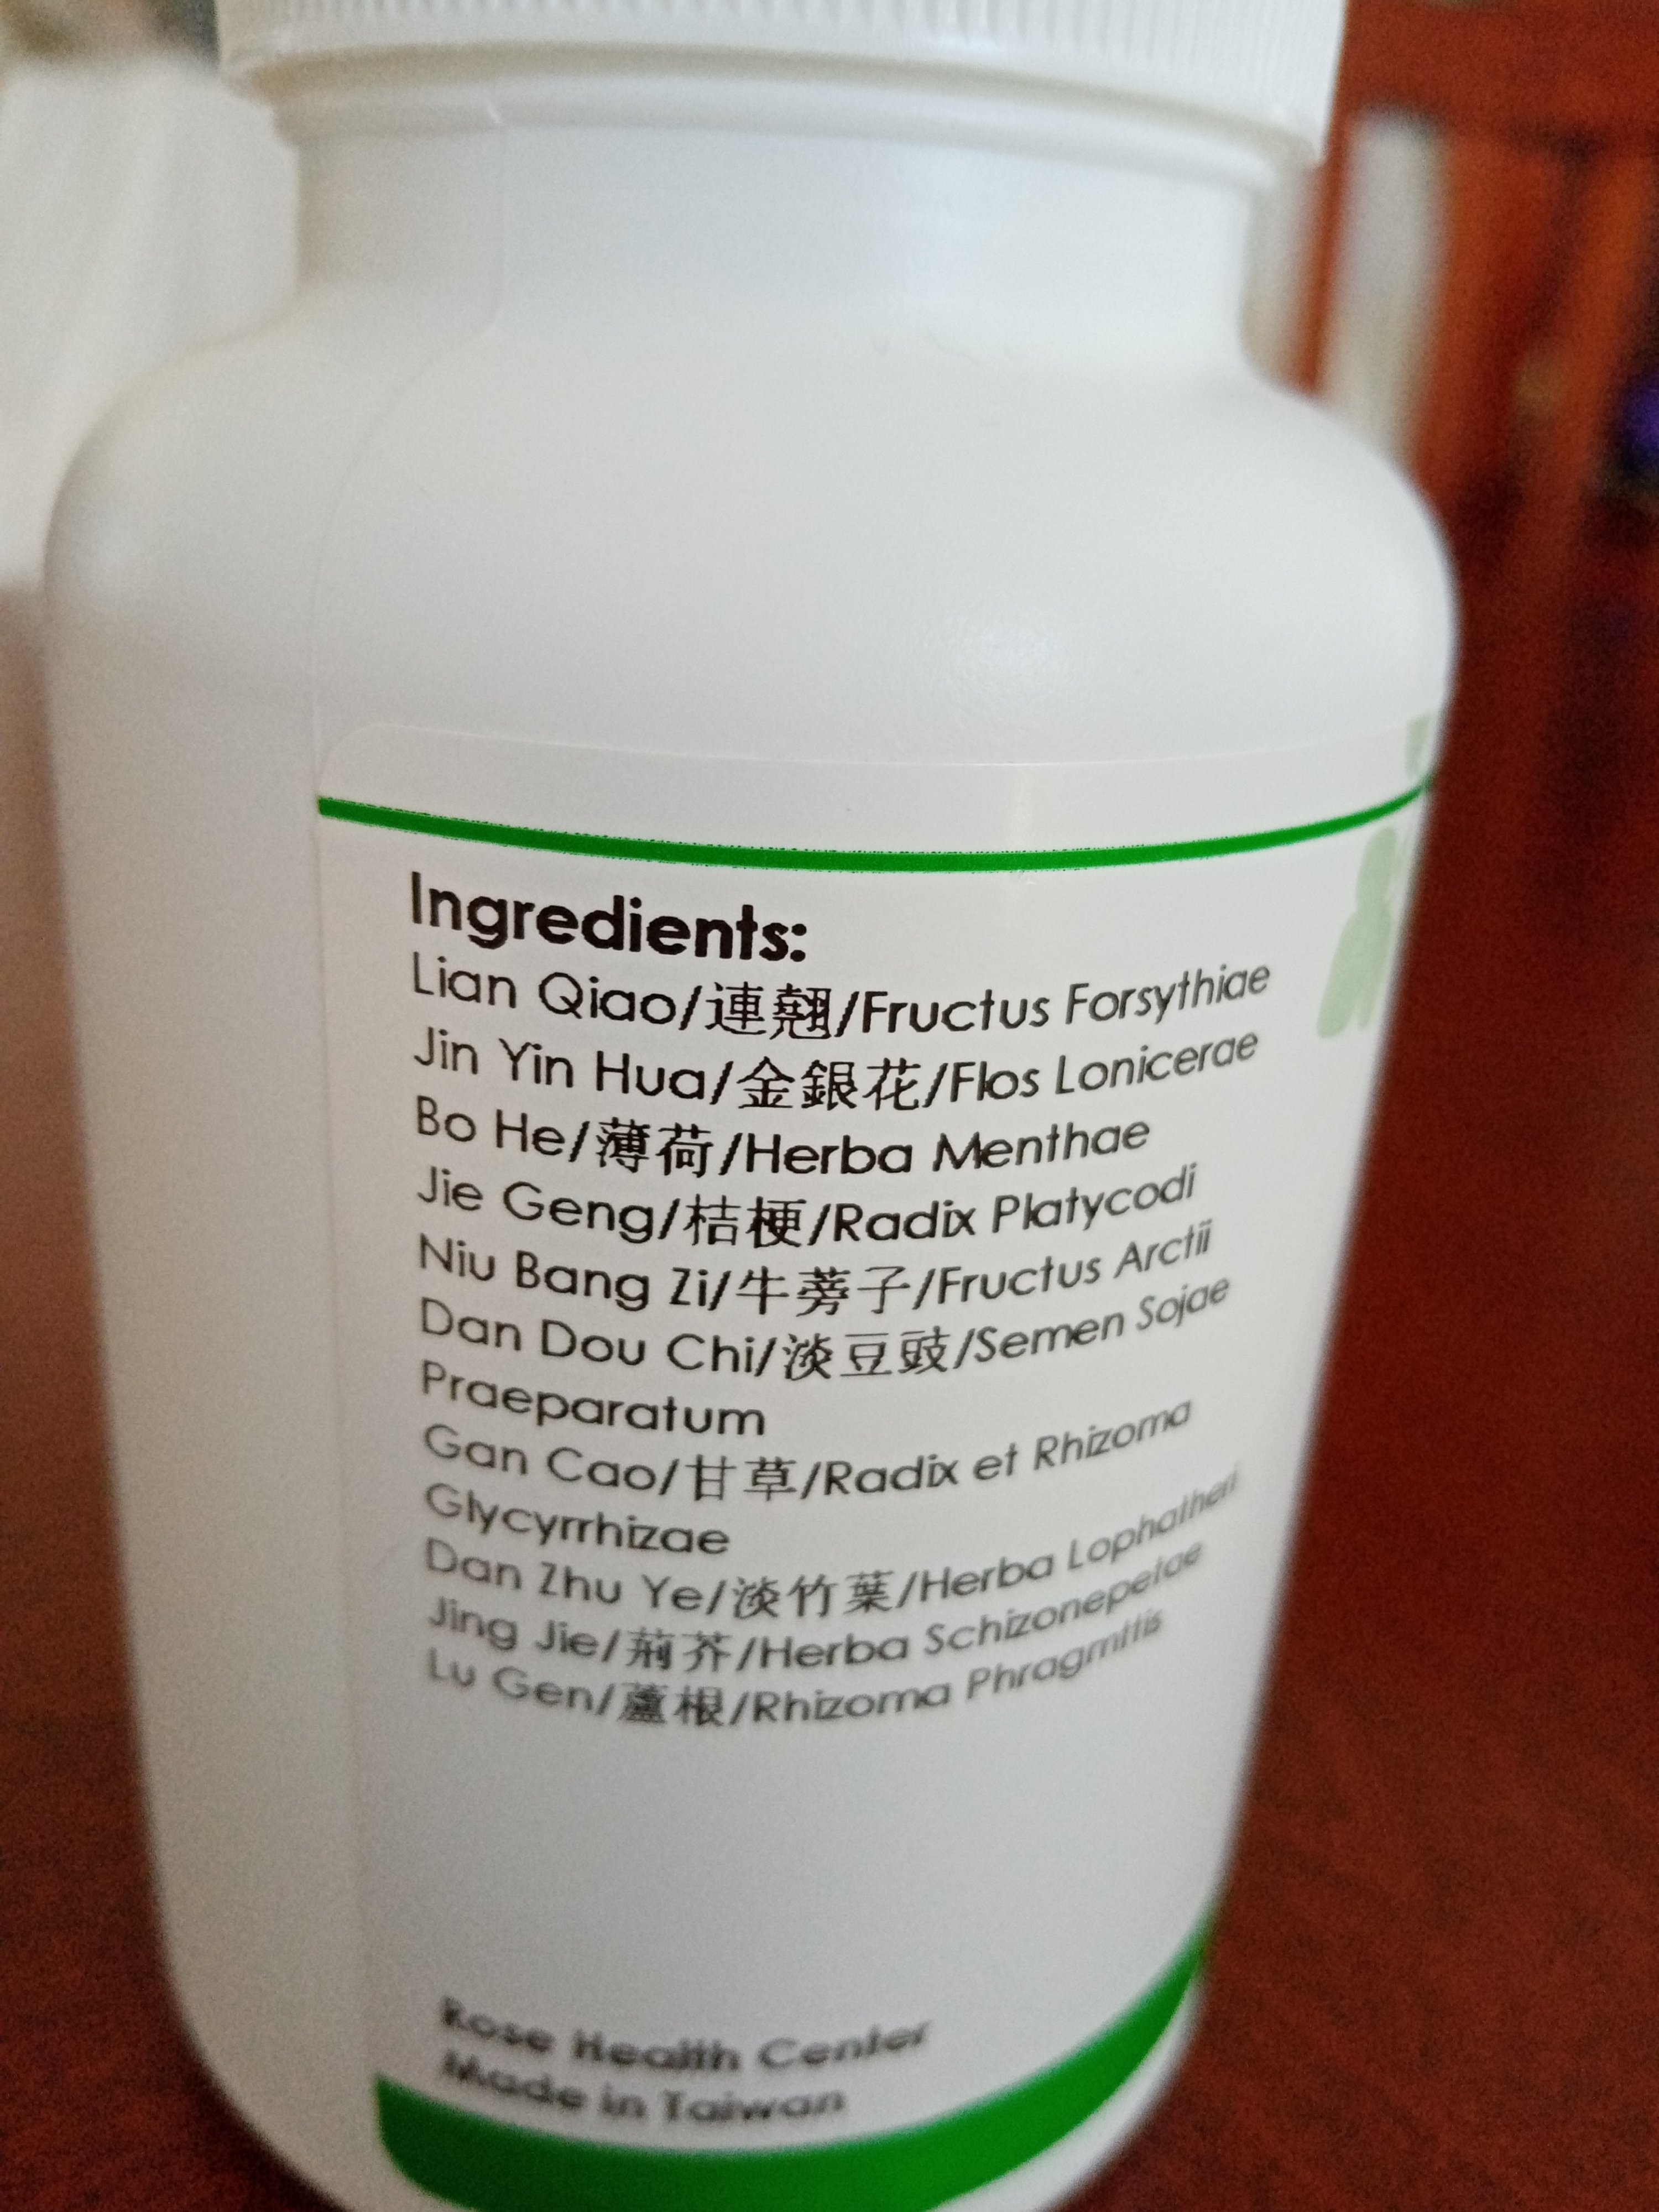 Ingredients:
Lian Qiao/連翹/Fructus Forsythiae
Jin Yin Hua/金銀花/Flos Lonicerae
Bo He/薄荷/Herba Menthae
Jie Geng/桔梗/Radix Platycodi
Niu Bang Zi/牛蒡子/Fructus Arctii
Dan Dou Chi/淡豆豉/Semen Sojae
Praeparatum
Gan Cao/甘草/Radix et Rhizoma
Glycyrrhizae
Dan Zhu Ye/淡竹葉/Herba Lophatheri
Jing Jie/荊芥/Herba Schizonepetae
Lu Gen/蘆根/Rhizoma Phragmitis
Rose Health Center
Made in Taiwan